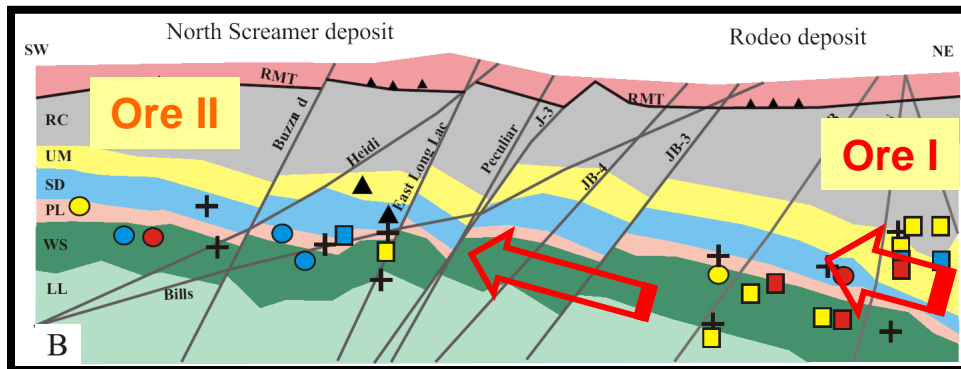 North Screamer deposit
Rodeo deposit
SW
NE
RMT
RMT
Ore II
Ore I
RC
UM
SD
PL
WS
LL
Buzzn d
Heidi
East Long Lac
Peculiar
J-3
JB-4
JB-3
Bills
B